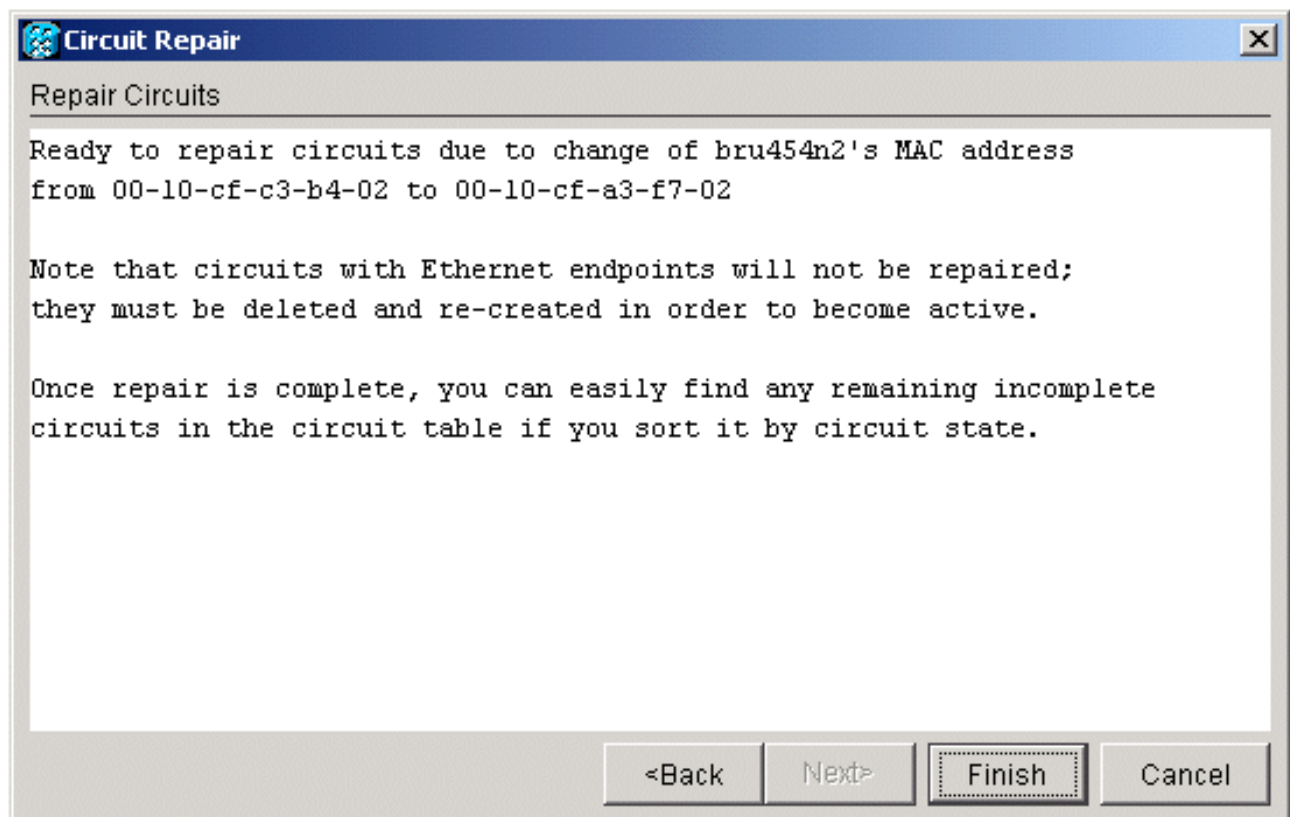 Circuit Repair
Repair Circuits
Ready to repair circuits due to change of bru454n2's MAC address
from 00-10-cf-c3-b4-02 to 00-10-cf-a3-f7-02
Note that circuits with Ethernet endpoints will not be repaired;
they must be deleted and re-created in order to become active.
Once repair is complete, you can easily find any remaining incomplete
circuits in the circuit table if you sort it by circuit state.
<Back
Next>
Finish
Cancel